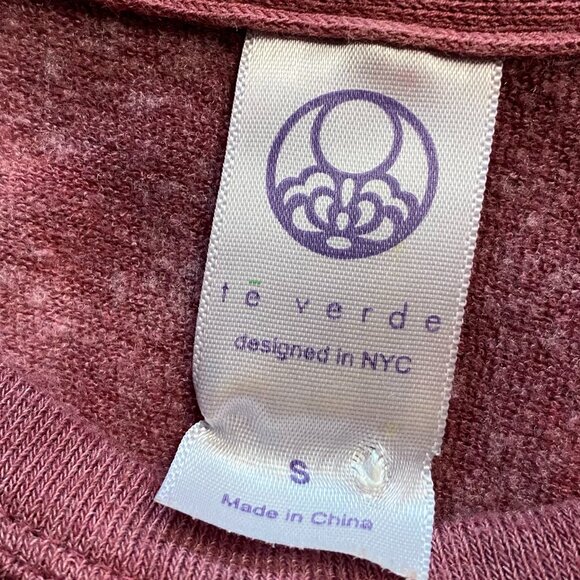 tē verde
designed in NYC
S
Made in China